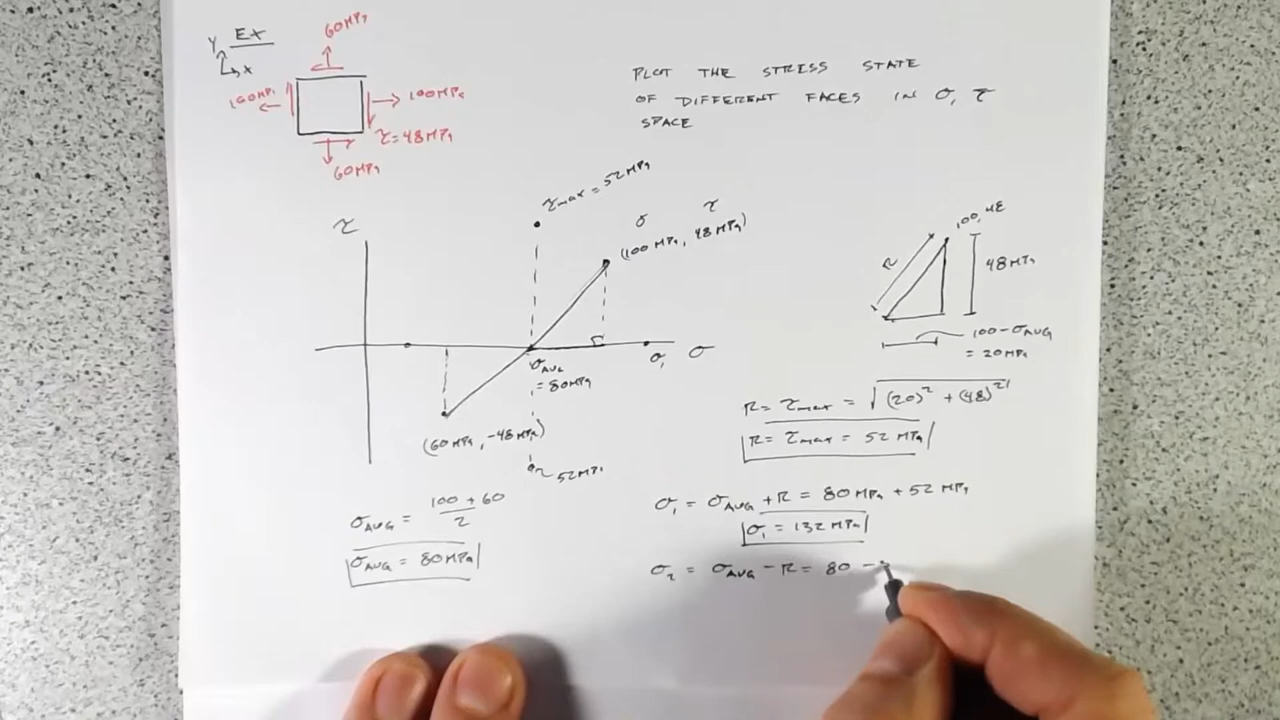 Y EX
X
60MPa
100MPa
100MPa
τ=48MPa
60MPa
PLOT THE STRESS STATE
OF DIFFERENT FACES IN σ, τ
SPACE
τ
τmax = 52MPa
σ τ
(100 MPa, 48 MPa)
σAVG
= 80MPa
σ₁ σ
(60 MPa, -48 MPa)
52MPa
100, 48
R
48MPa
100-σAVG
= 20MPa
σAVG = (100 + 60)/2
σAVG = 80MPa
R = τmax = √((20)² + (48)²)
R = τmax = 52 MPa
σ₁ = σAVG + R = 80 MPa + 52 MPa
σ₁ = 132 MPa
σ₂ = σAVG - R = 80 -